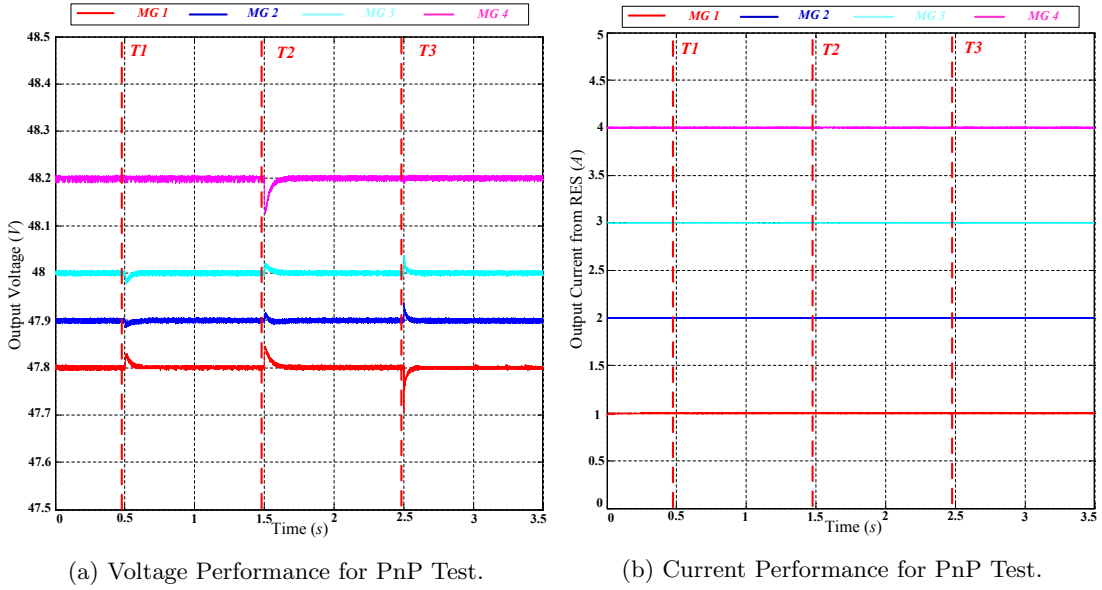 MG 1 MG 2 MG 3 MG 4
48.5
48.4
48.3
48.2
48.1
48
47.9
47.8
47.7
47.6
47.5
Output Voltage (V)
T1 T2 T3
0 0.5 1 1.5 2 2.5 3 3.5
Time (s)
(a) Voltage Performance for PnP Test.
MG 1 MG 2 MG 3 MG 4
5
4.5
4
3.5
3
2.5
2
1.5
1
0.5
0
Output Current from RES (A)
T1 T2 T3
0 0.5 1 1.5 2 2.5 3 3.5
Time (s)
(b) Current Performance for PnP Test.